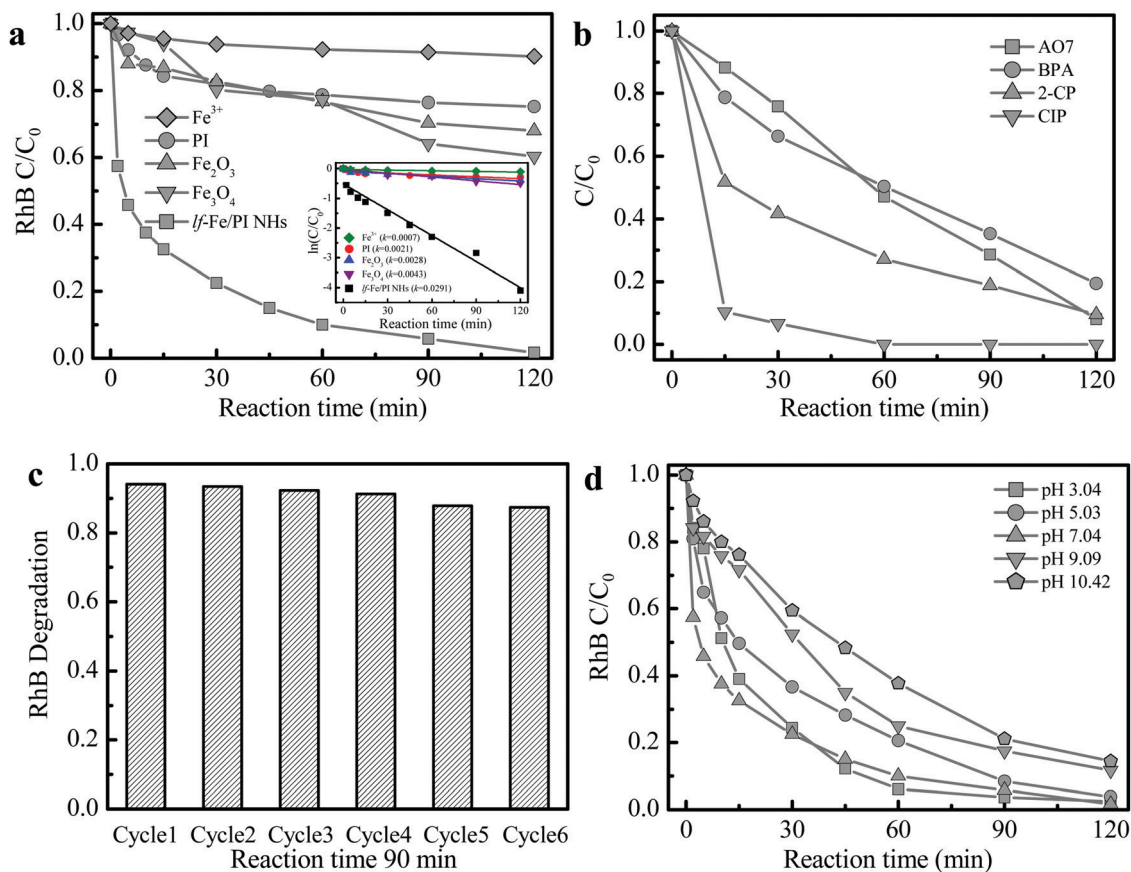 a
RhB C/C₀
1.0
0.8
0.6
0.4
0.2
0.0
Fe³⁺
PI
Fe₂O₃
Fe₃O₄
lf-Fe/PI NHs
ln(C/C₀)
0
-1
-2
-3
-4
Fe³⁺ (k=0.0007)
PI (k=0.0021)
Fe₂O₃ (k=0.0028)
Fe₃O₄ (k=0.0043)
lf-Fe/PI NHs (k=0.0291)
0 30 60 90 120
Reaction time (min)
0 30 60 90 120
Reaction time (min)
b
C/C₀
1.0
0.8
0.6
0.4
0.2
0.0
AO7
BPA
2-CP
CIP
0 30 60 90 120
Reaction time (min)
c
RhB Degradation
1.0
0.8
0.6
0.4
0.2
0.0
Cycle1 Cycle2 Cycle3 Cycle4 Cycle5 Cycle6
Reaction time 90 min
d
RhB C/C₀
1.0
0.8
0.6
0.4
0.2
0.0
pH 3.04
pH 5.03
pH 7.04
pH 9.09
pH 10.42
0 30 60 90 120
Reaction time (min)